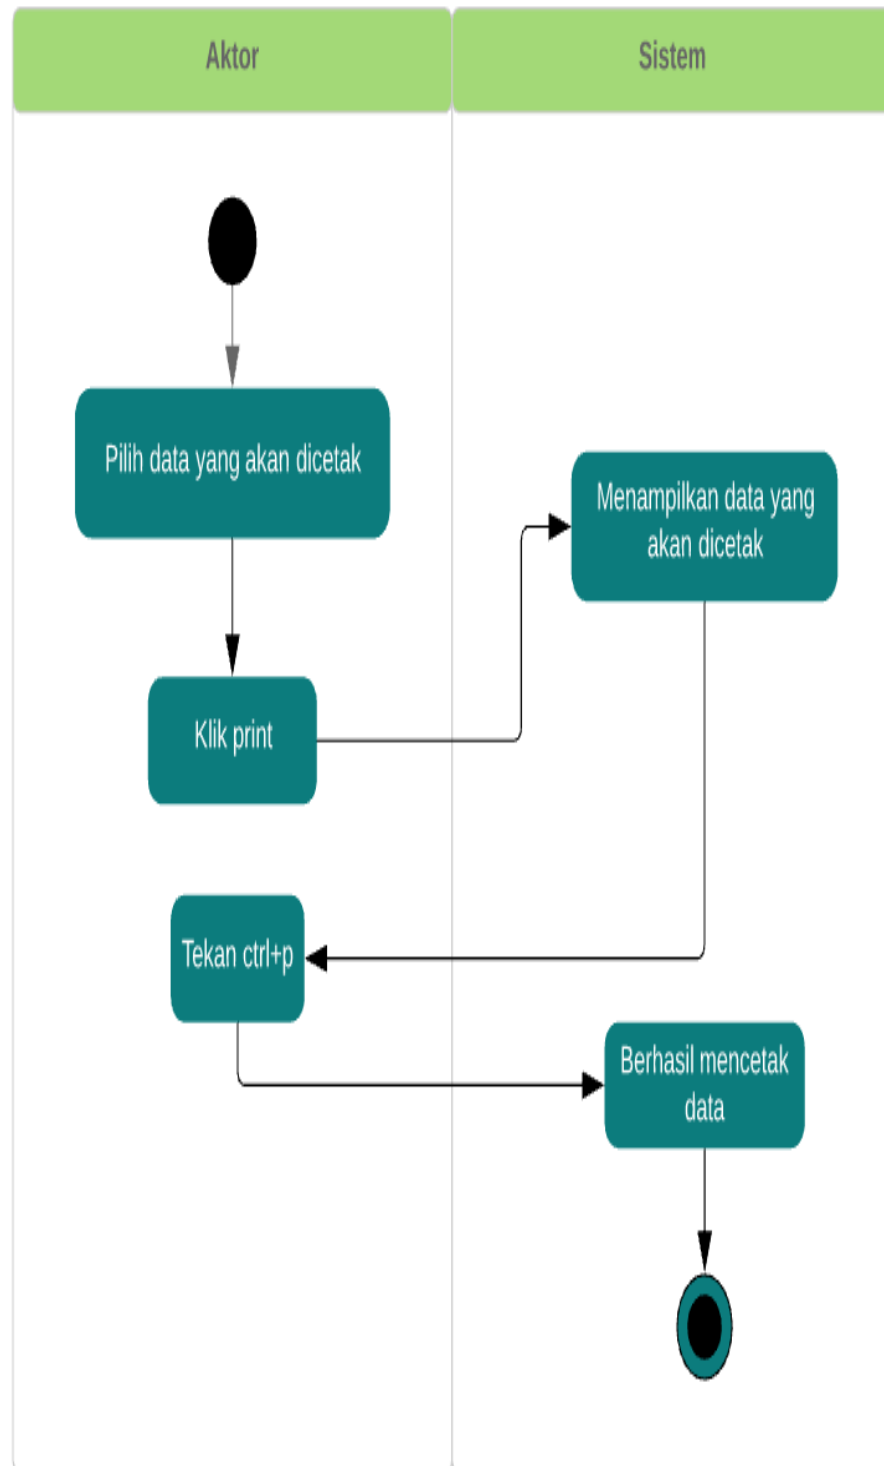 Aktor
Sistem
Pilih data yang akan dicetak
Menampilkan data yang
akan dicetak
Klik print
Tekan ctrl+p
Berhasil mencetak
data